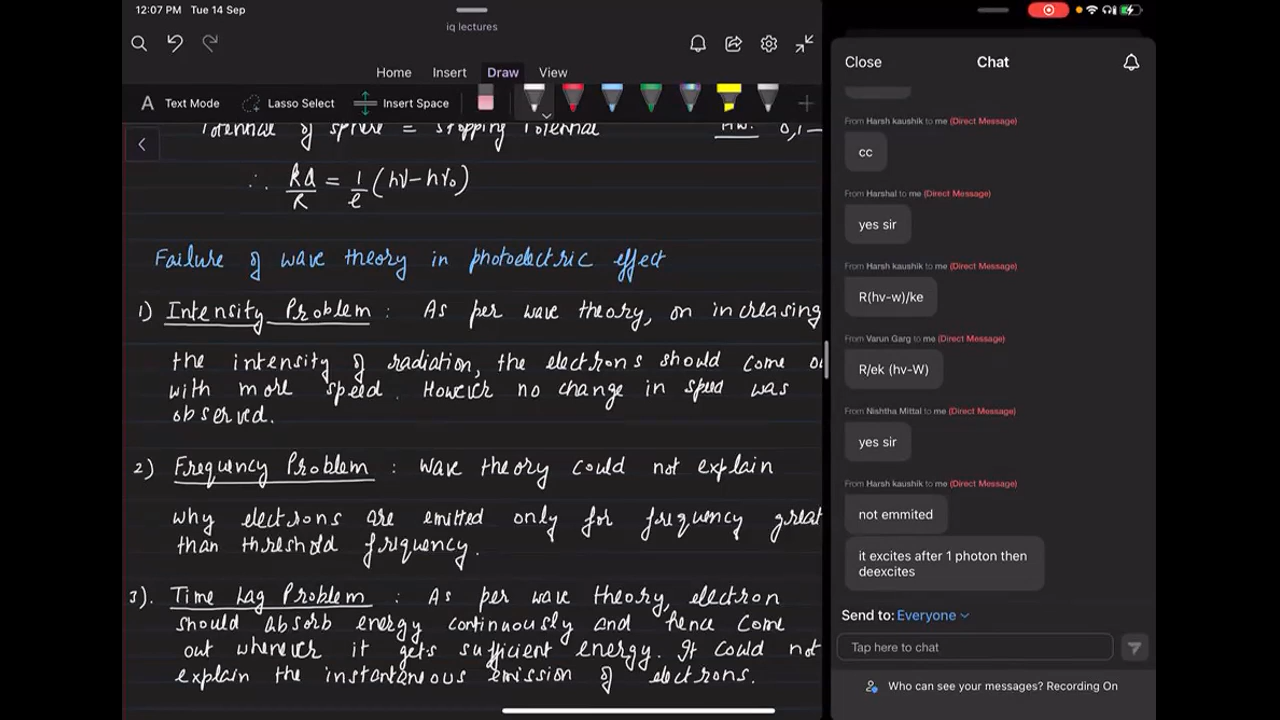 12:07 PM Tue 14 Sep
iq lectures
Home Insert Draw View
A Text Mode Lasso Select Insert Space
Potential of sphere = Stopping Potential Hw. 0,1
∴ kQ/R = 1/e (hν - hν₀)
Failure of wave theory in photoelectric effect
1) Intensity Problem : As per wave theory, on increasing
the intensity of radiation, the electrons should come o
with more speed. However no change in speed was
observed.
2) Frequency Problem : Wave theory could not explain
why electrons are emitted only for frequency great
than threshold frequency.
3). Time Lag Problem : As per wave theory, electron
should absorb energy continuously and hence come
out whenever it gets sufficient energy. It could not
explain the instantaneous emission of electrons.
Close Chat
From Harsh kaushik to me (Direct Message)
cc
From Harshal to me (Direct Message)
yes sir
From Harsh kaushik to me (Direct Message)
R(hv-w)/ke
From Varun Garg to me (Direct Message)
R/ek (hv-W)
From Nishtha Mittal to me (Direct Message)
yes sir
From Harsh kaushik to me (Direct Message)
not emmited
it excites after 1 photon then
deexcites
Send to: Everyone
Tap here to chat
Who can see your messages? Recording On